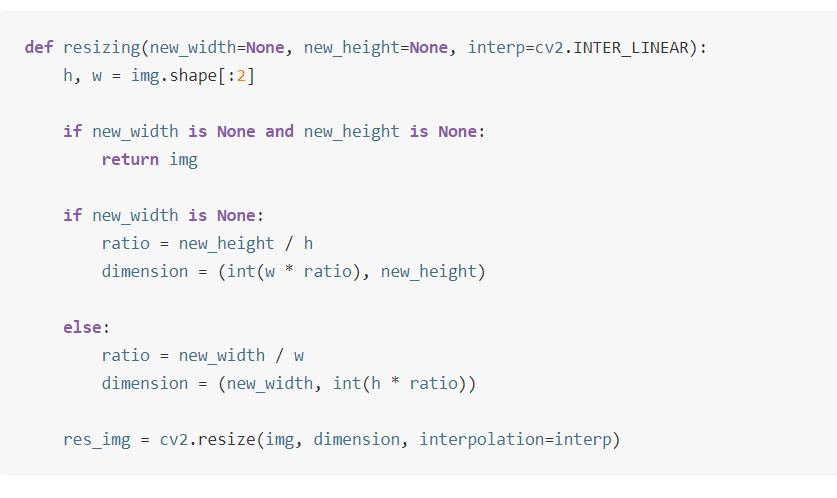 def resizing(new_width=None, new_height=None, interp=cv2.INTER_LINEAR):
    h, w = img.shape[:2]

    if new_width is None and new_height is None:
        return img

    if new_width is None:
        ratio = new_height / h
        dimension = (int(w * ratio), new_height)

    else:
        ratio = new_width / w
        dimension = (new_width, int(h * ratio))

    res_img = cv2.resize(img, dimension, interpolation=interp)